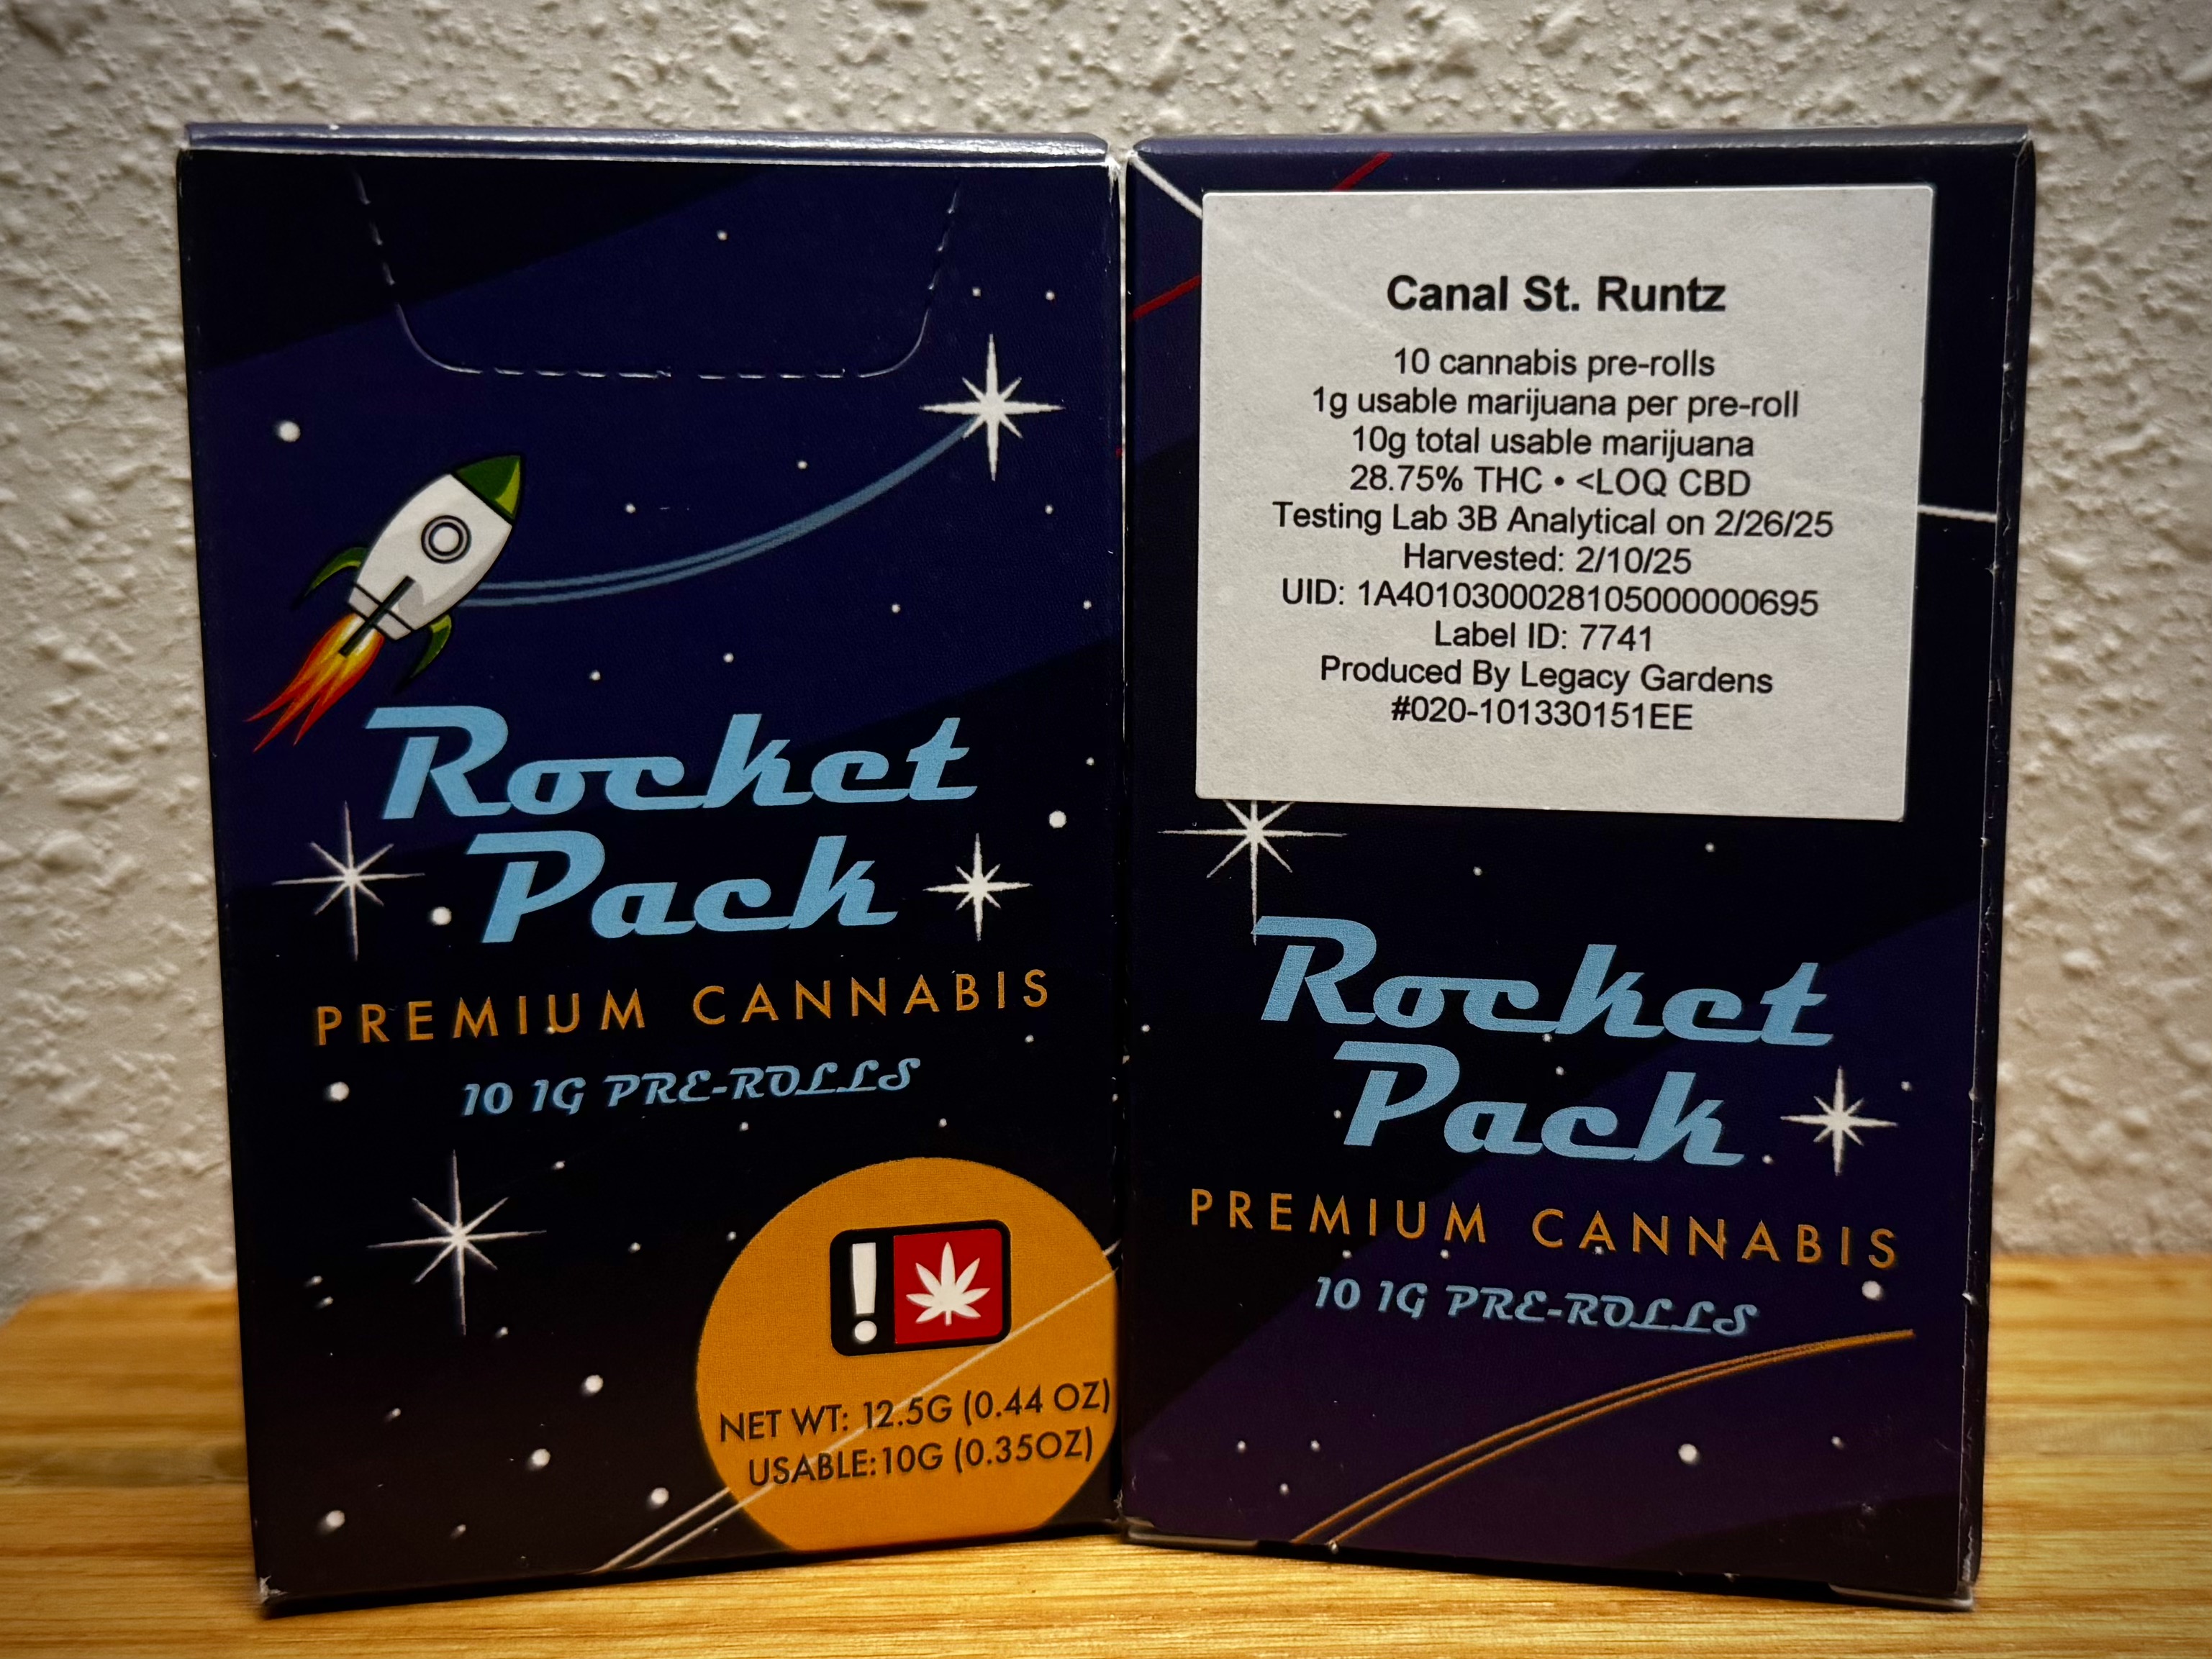 Rocket
Pack
PREMIUM CANNABIS
10 1G PRE-ROLLS
!
NET WT: 12.5G (0.44 OZ)
USABLE:10G (0.35OZ)
Canal St. Runtz
10 cannabis pre-rolls
1g usable marijuana per pre-roll
10g total usable marijuana
28.75% THC • <LOQ CBD
Testing Lab 3B Analytical on 2/26/25
Harvested: 2/10/25
UID: 1A4010300028105000000695
Label ID: 7741
Produced By Legacy Gardens
#020-101330151EE
Rocket
Pack
PREMIUM CANNABIS
10 1G PRE-ROLLS